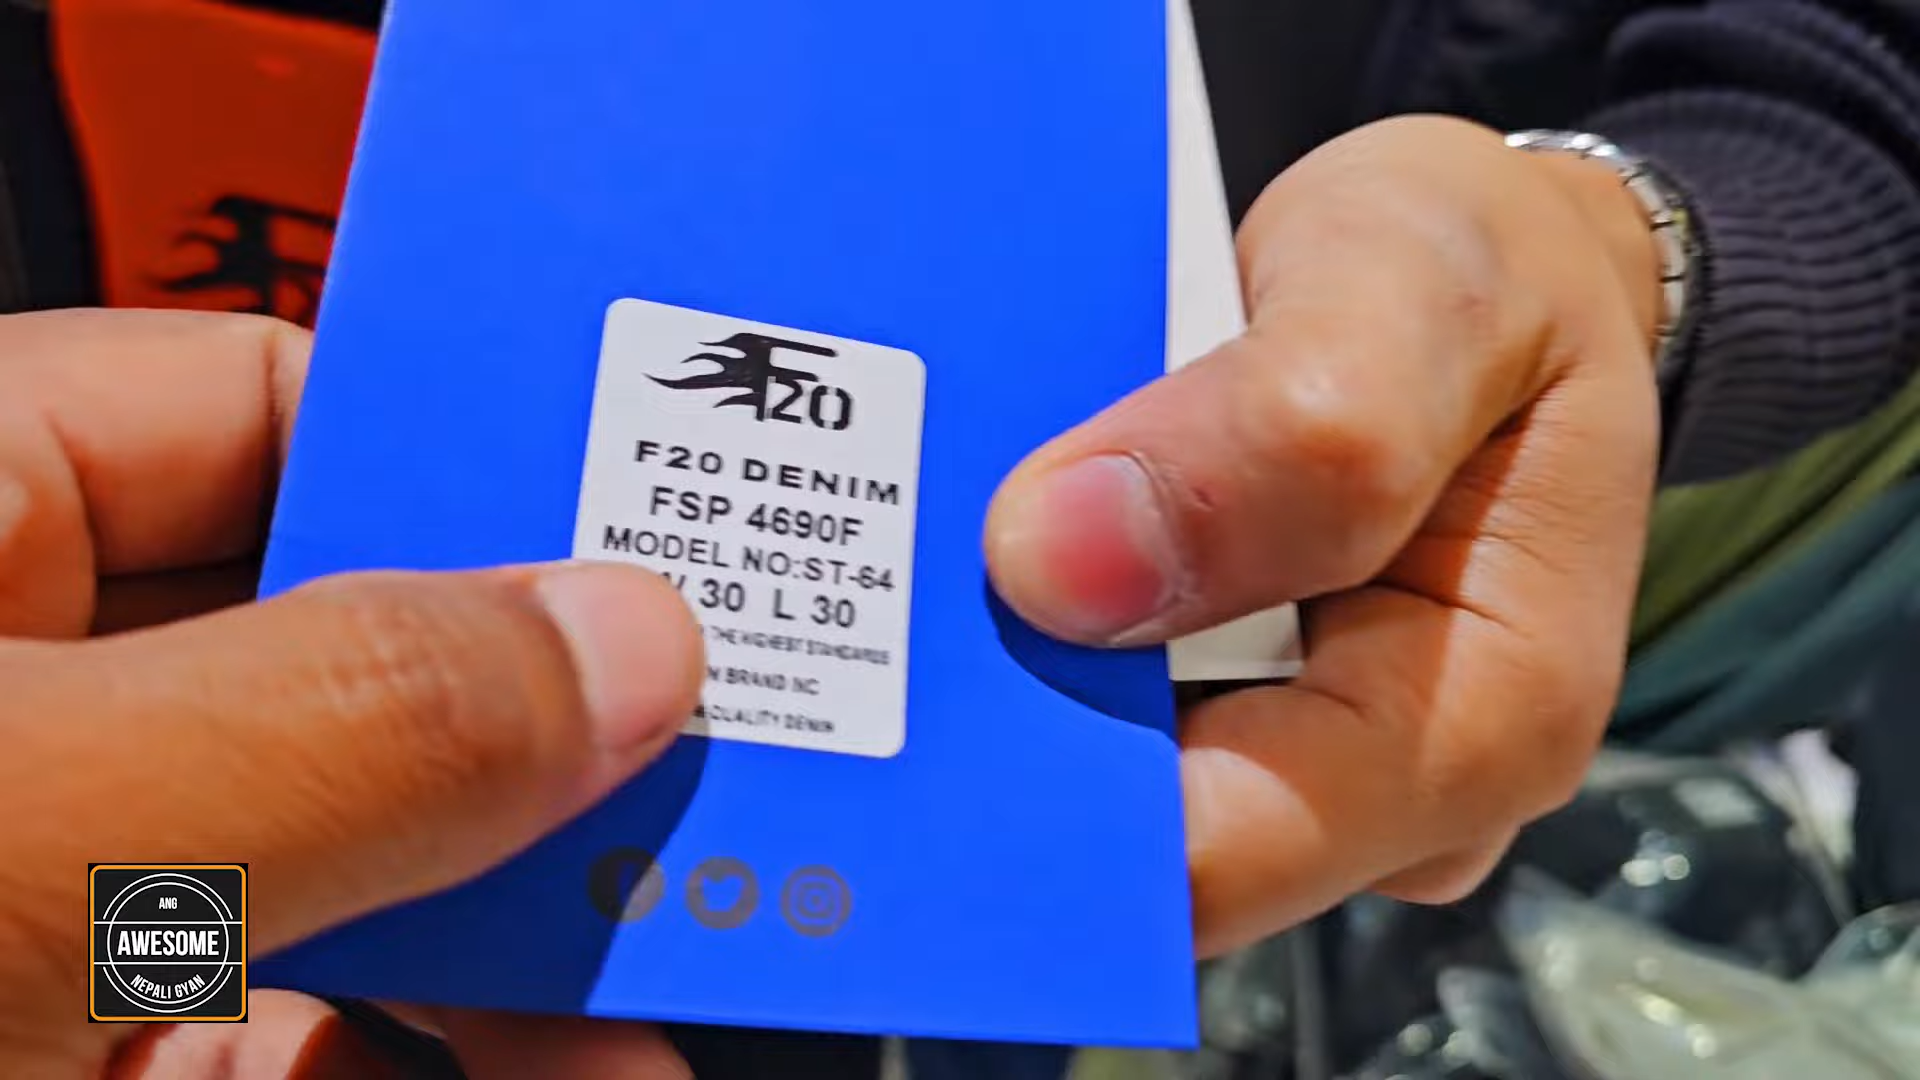 F20
F20 DENIM
FSP 4690F
MODEL NO:ST-64
30 L 30
THE HIGHEST STANDARDS
BRAND INC
QUALITY DENIM
ANG
AWESOME
NEPALI GYAN